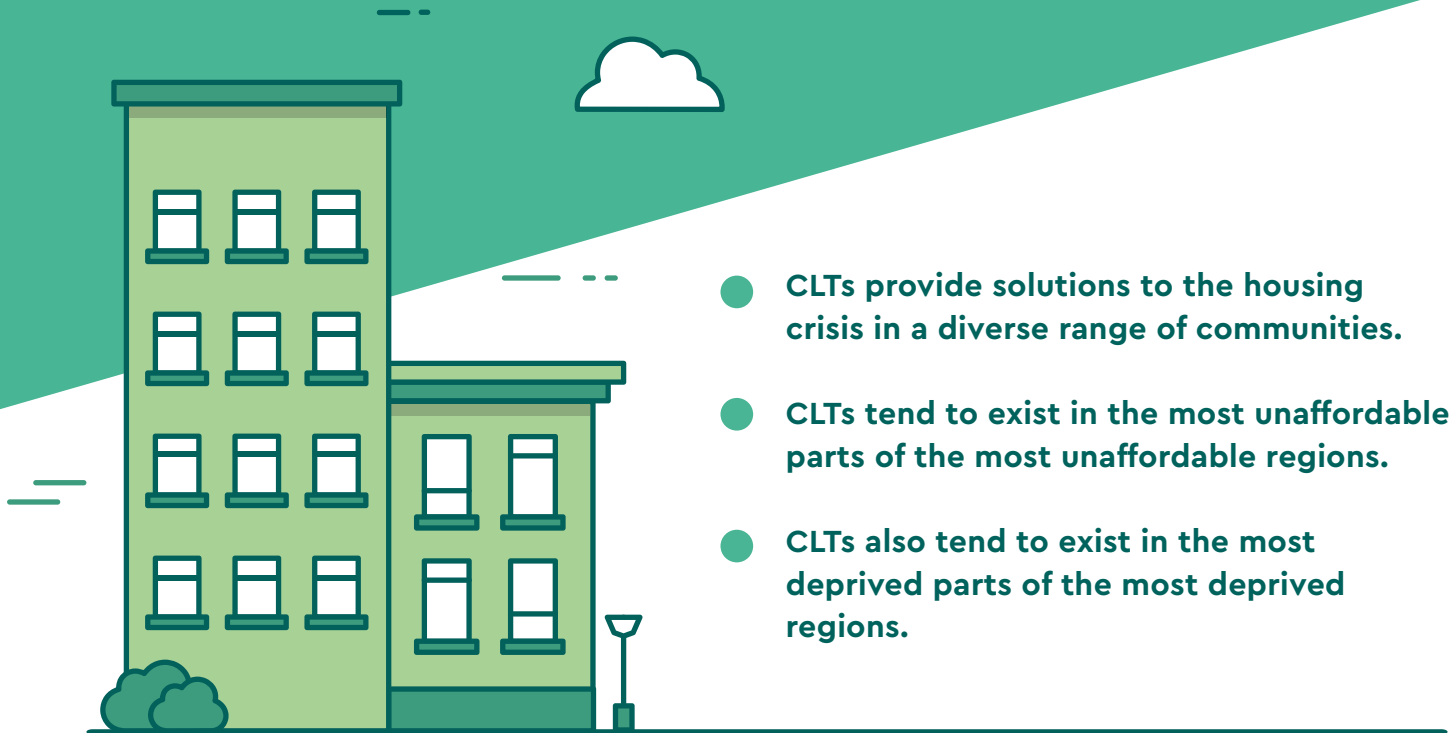 CLTs provide solutions to the housing
crisis in a diverse range of communities.
CLTs tend to exist in the most unaffordable
parts of the most unaffordable regions.
CLTs also tend to exist in the most
deprived parts of the most deprived
regions.